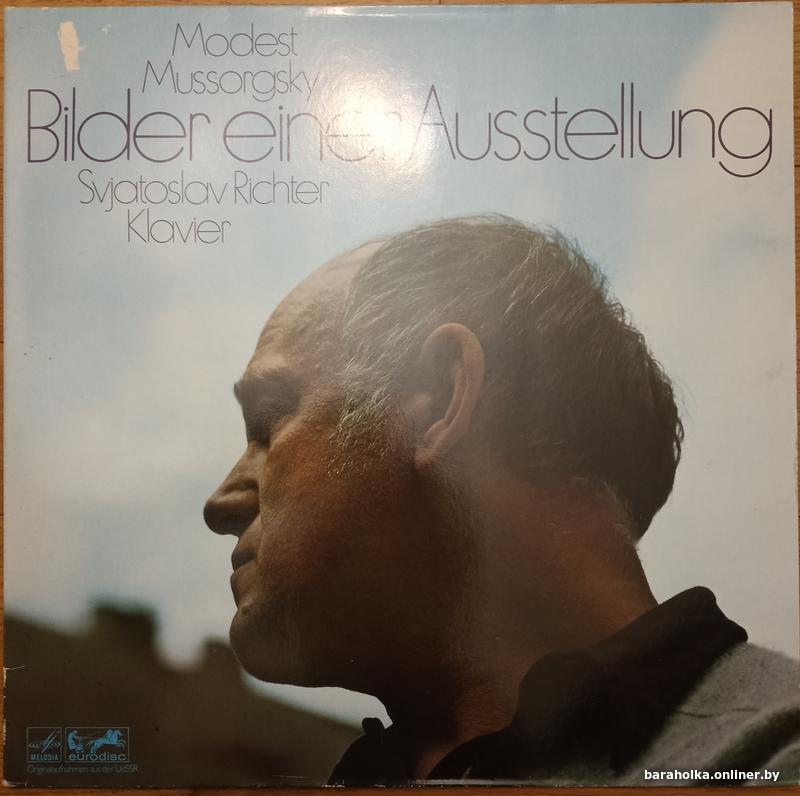 Modest
Mussorgsky
Bilder einer Ausstellung
Svjatoslav Richter
Klavier
MELODIA eurodisc
Originalaufnahmen aus der UdSSR
baraholka.onliner.by